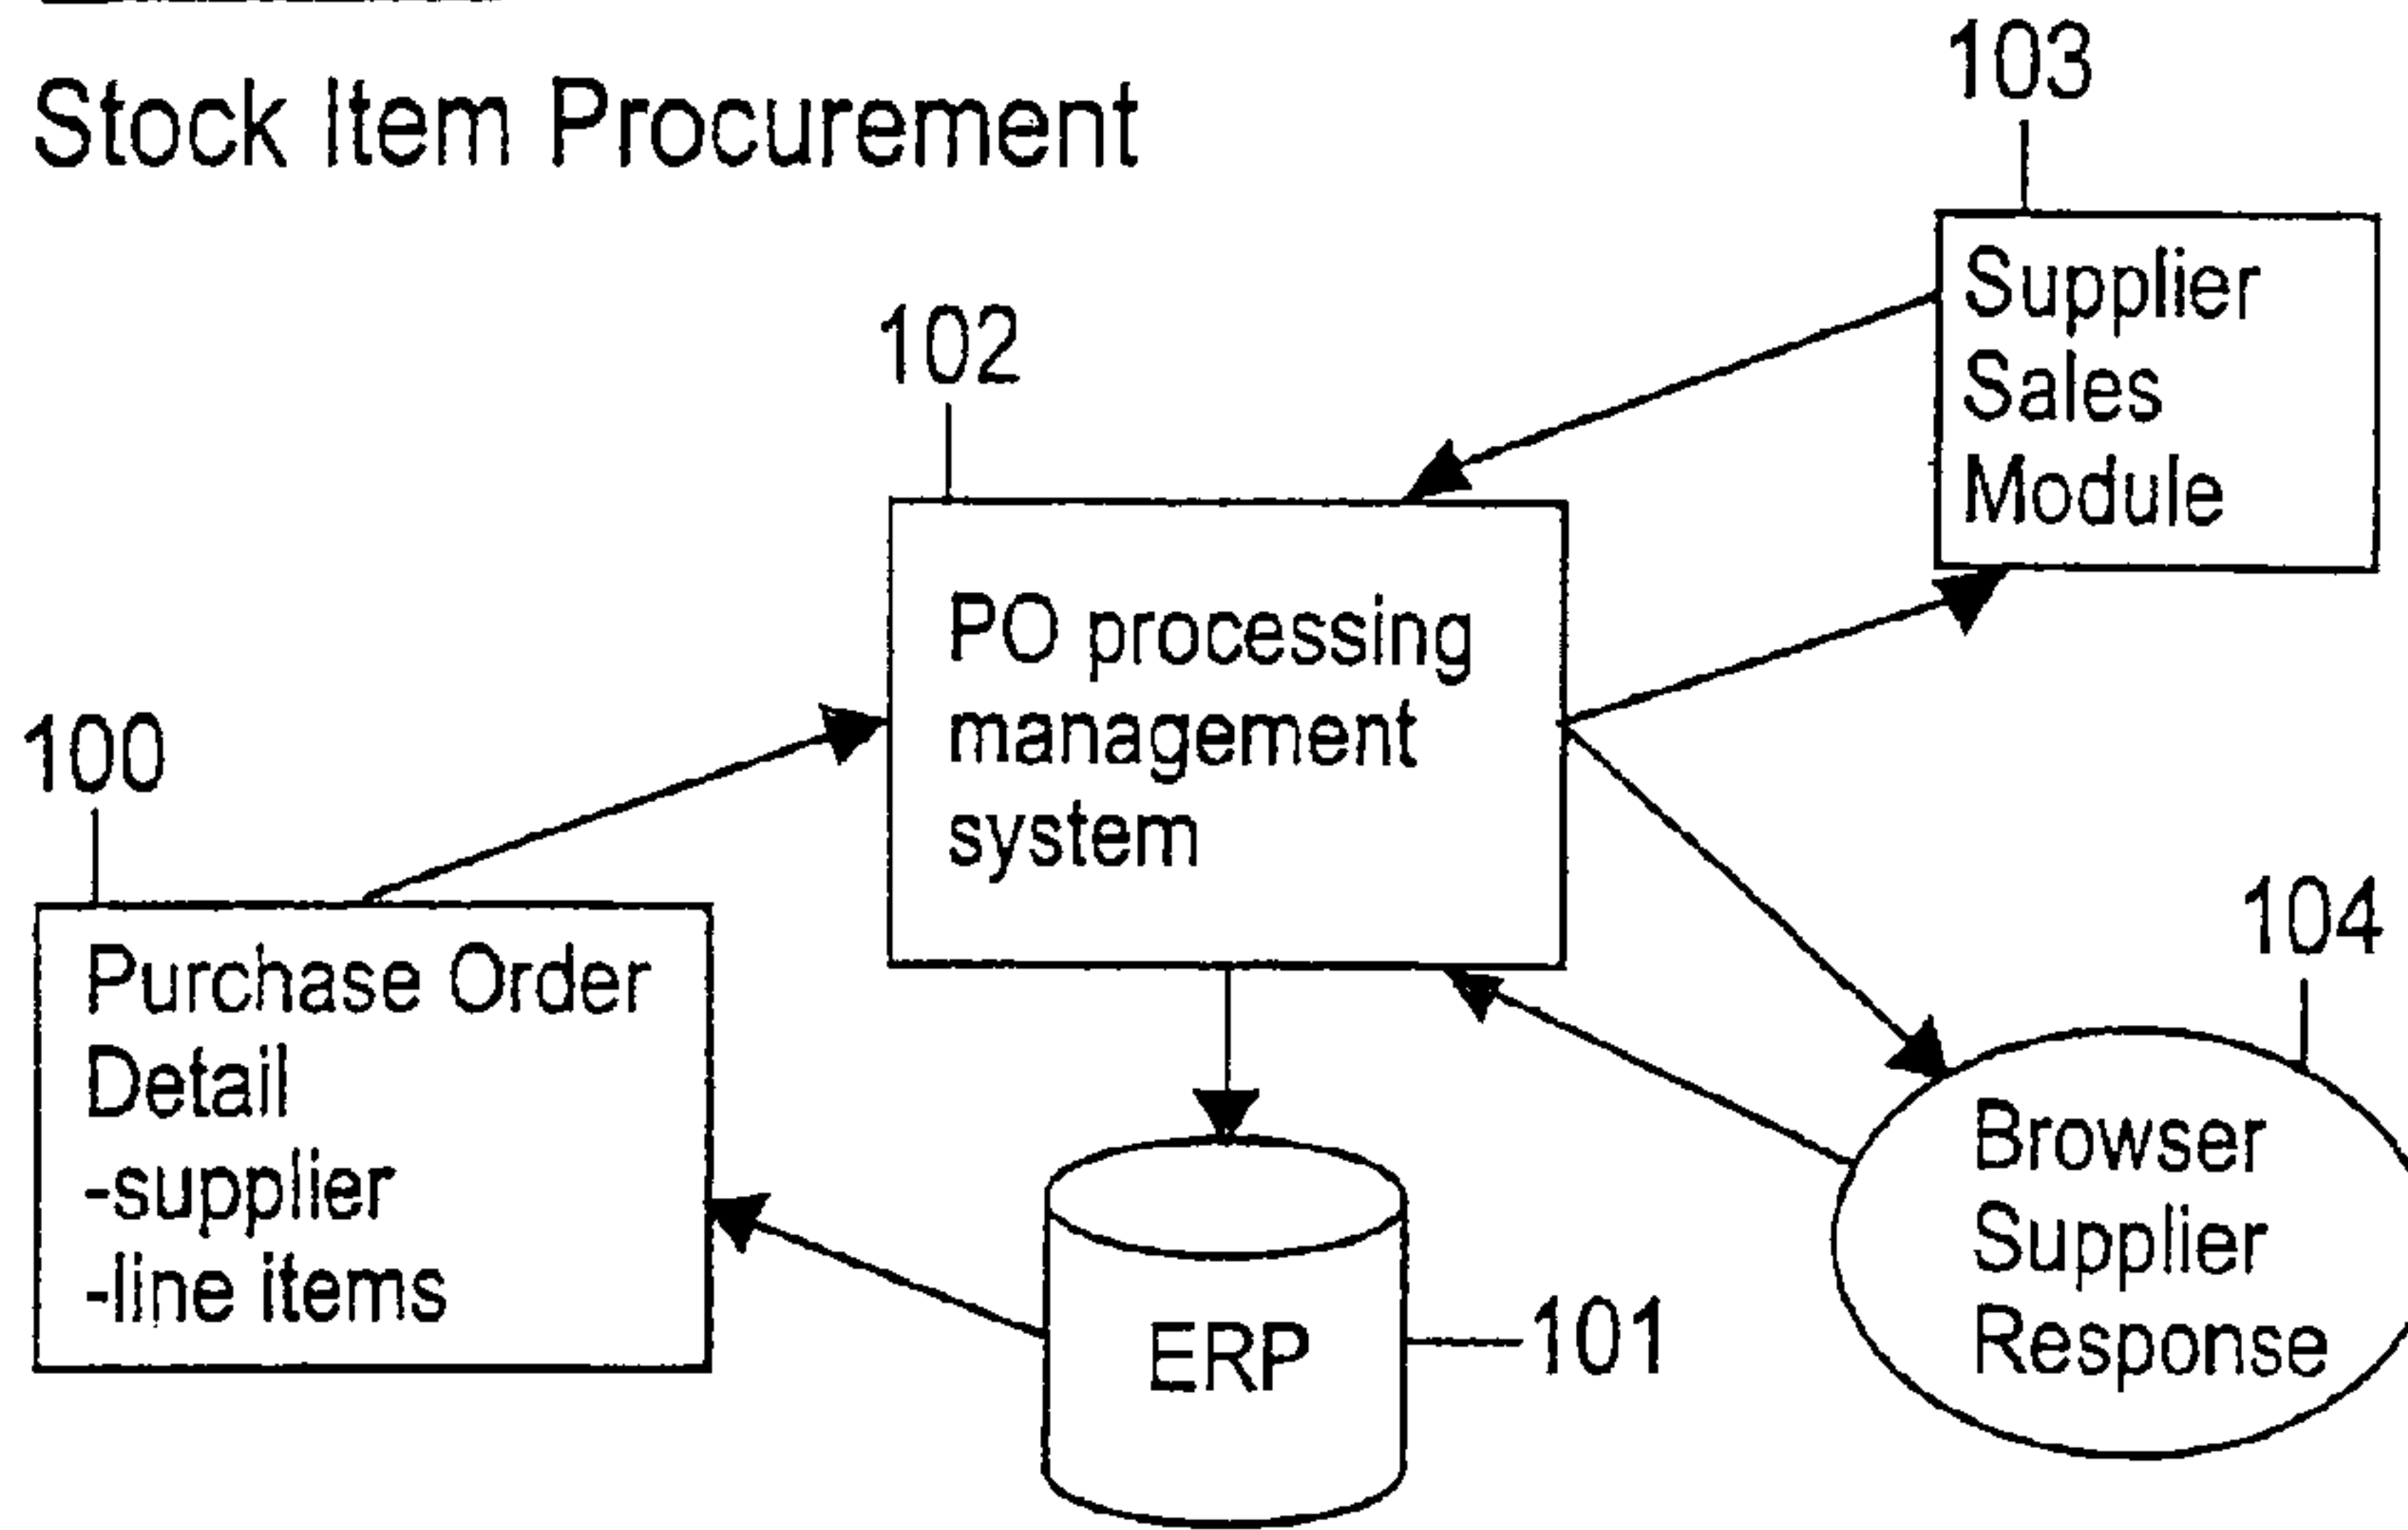 Stock Item Procurement
103
Supplier
Sales
Module
102
PO processing
management
system
100
Purchase Order
Detail
-supplier
-line items
ERP
101
104
Browser
Supplier
Response